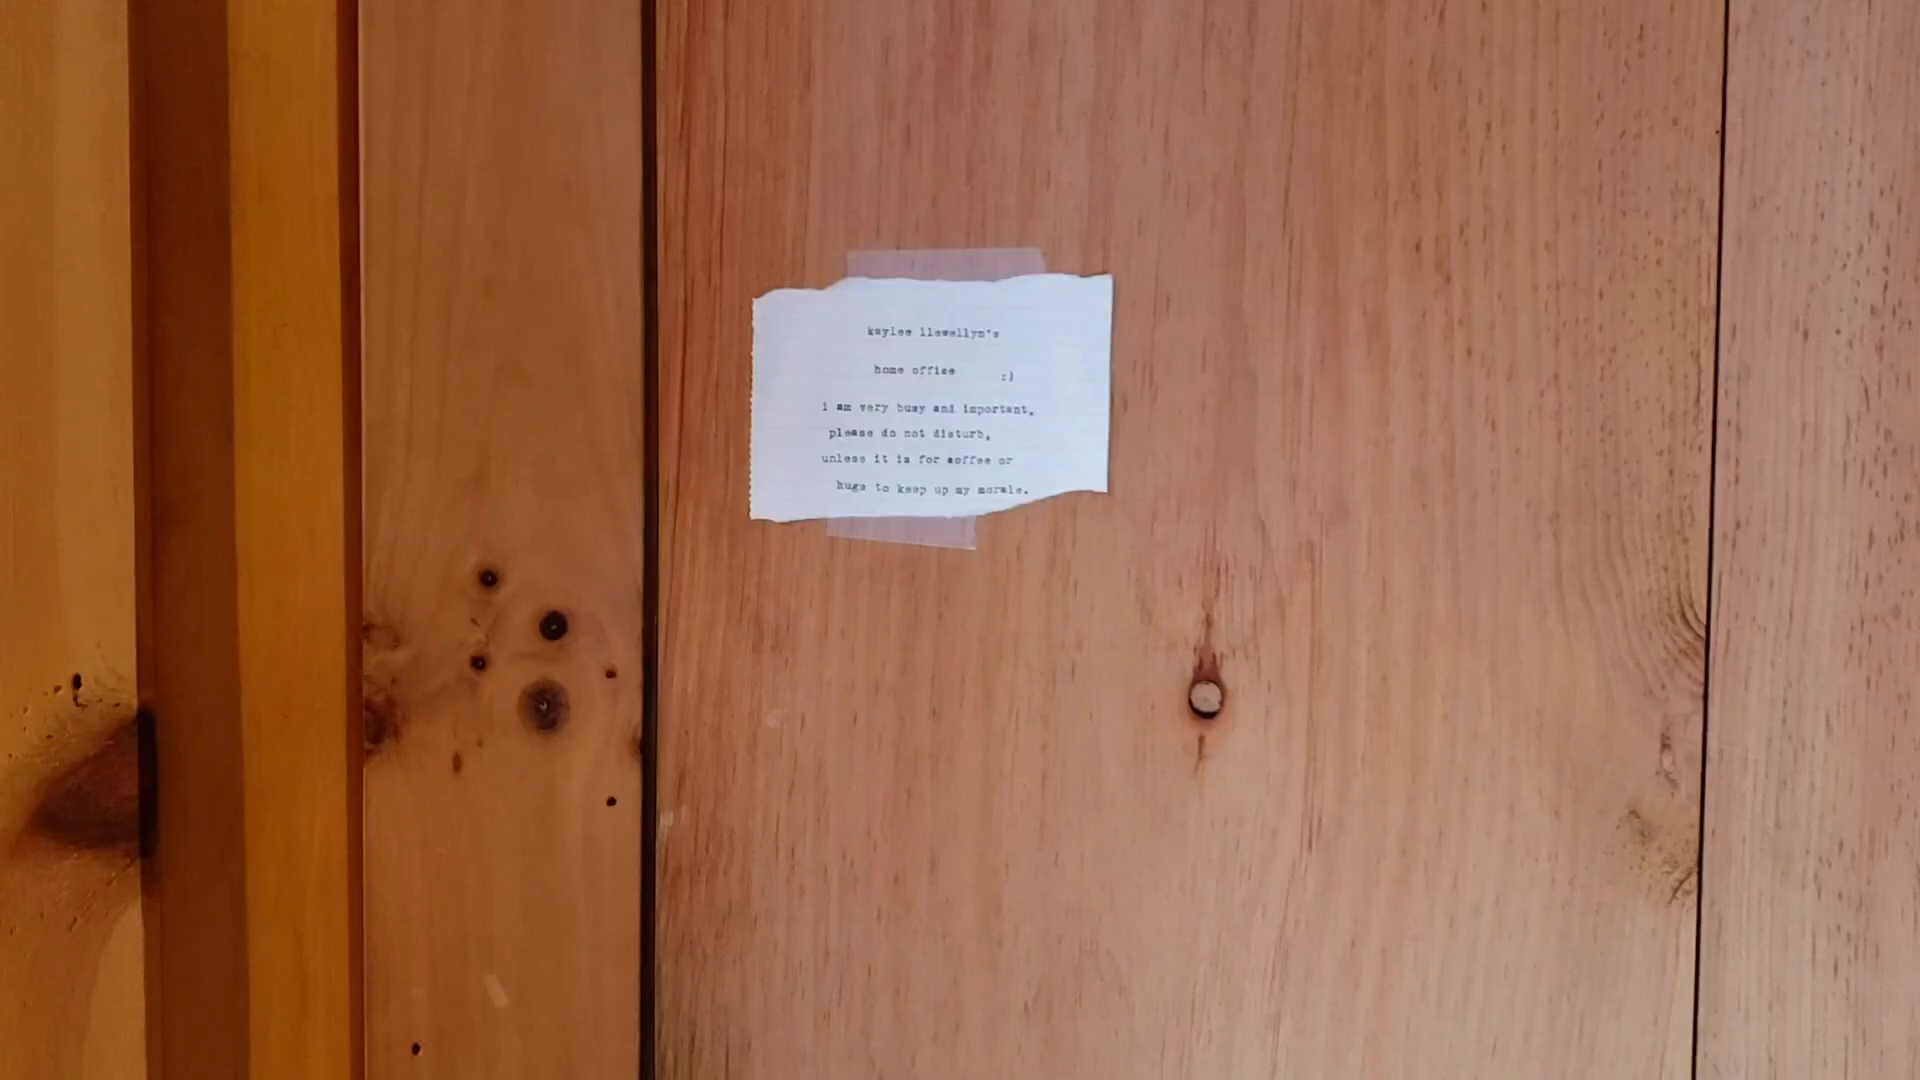 kaylee llewellyn's
home office :)
i am very busy and important.
please do not disturb,
unless it is for coffee or
hugs to keep up my morale.